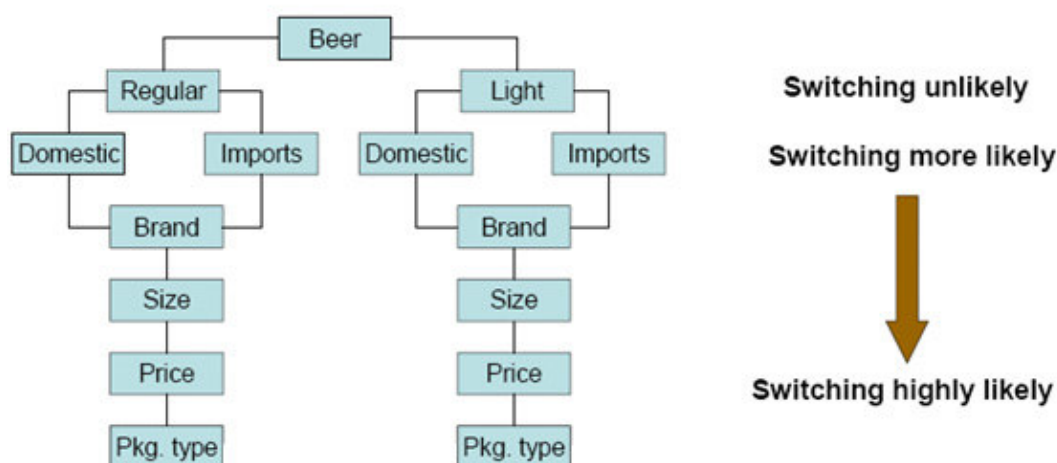 Beer
Regular
Light
Switching unlikely
Domestic
Imports
Domestic
Imports
Switching more likely
Brand
Brand
Size
Size
Price
Price
Switching highly likely
Pkg. type
Pkg. type